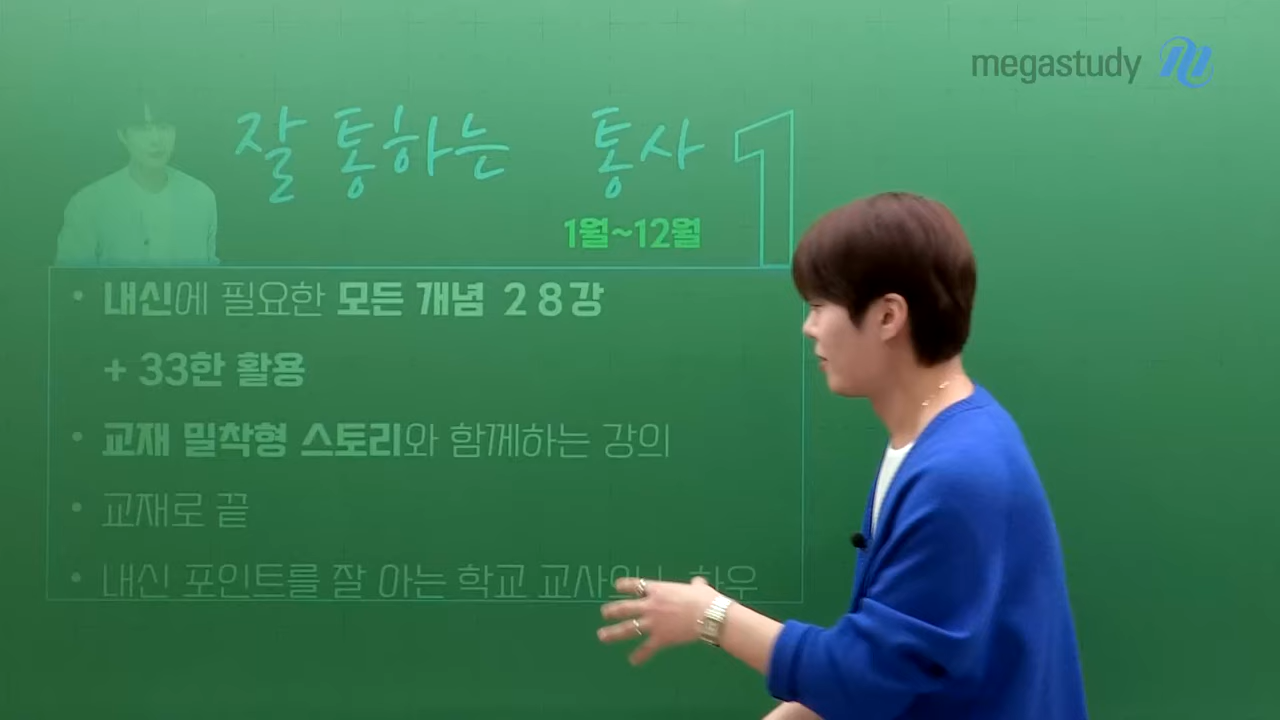 megastudy
잘 통하는 통사 1
1월~12월
• 내신에 필요한 모든 개념 28강
+ 33한 활용
• 교재 밀착형 스토리와 함께하는 강의
• 교재로 끝
• 내신 포인트를 잘 아는 학교 교사의